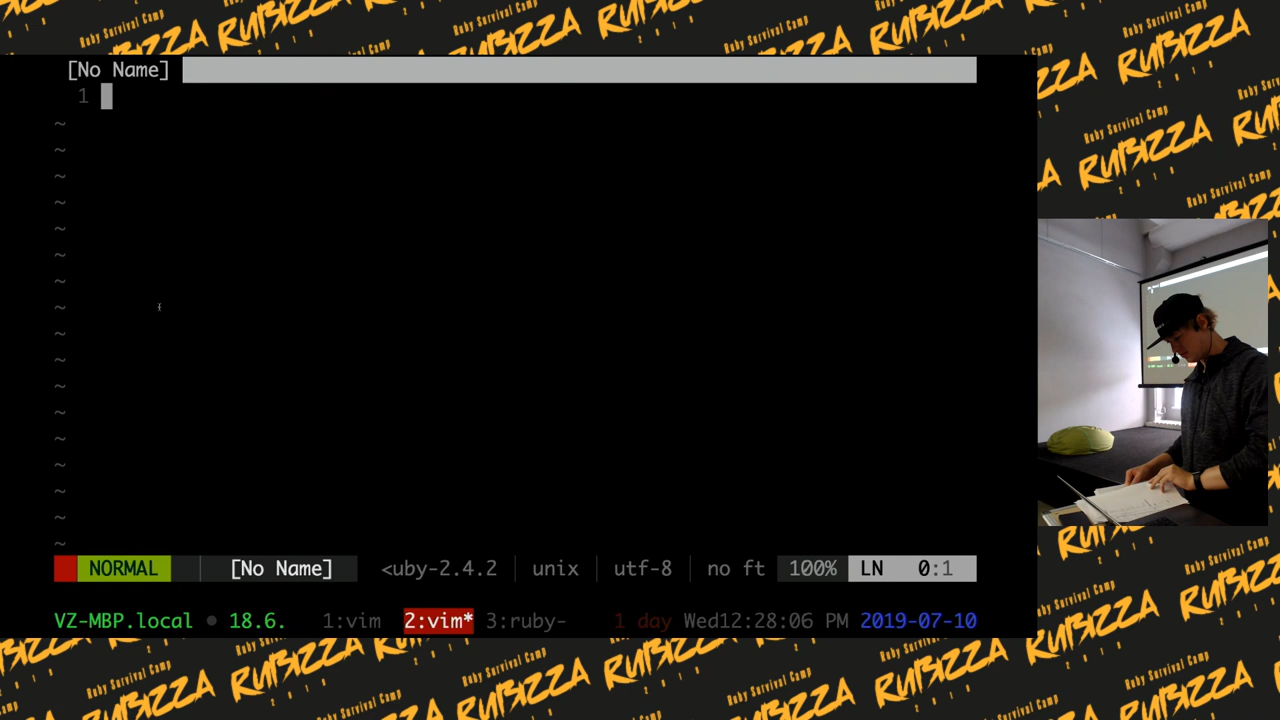 [No Name]
1
NORMAL [No Name] <uby-2.4.2 unix utf-8 no ft 100% LN 0:1
VZ-MBP.local • 18.6. 1:vim 2:vim* 3:ruby- 1 day Wed12:28:06 PM 2019-07-10
Ruby Survival Camp
RUBIZZA
2019